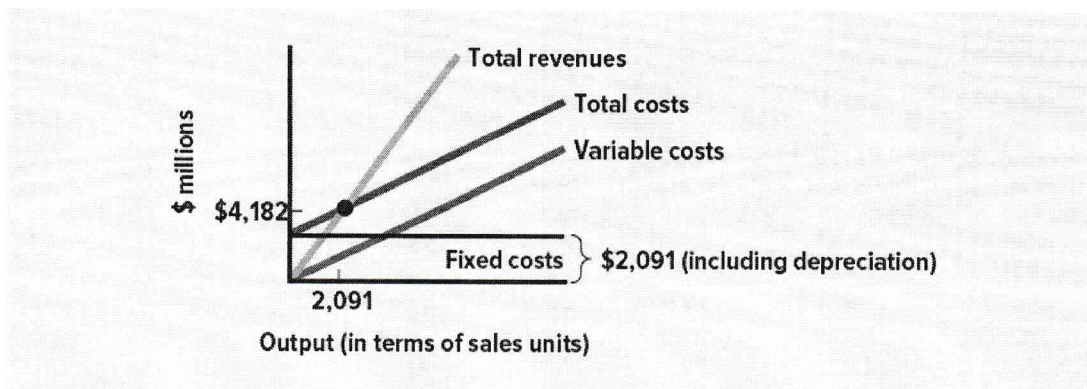 Total revenues
Total costs
Variable costs
$ millions
$4,182
Fixed costs
$2,091 (including depreciation)
2,091
Output (in terms of sales units)